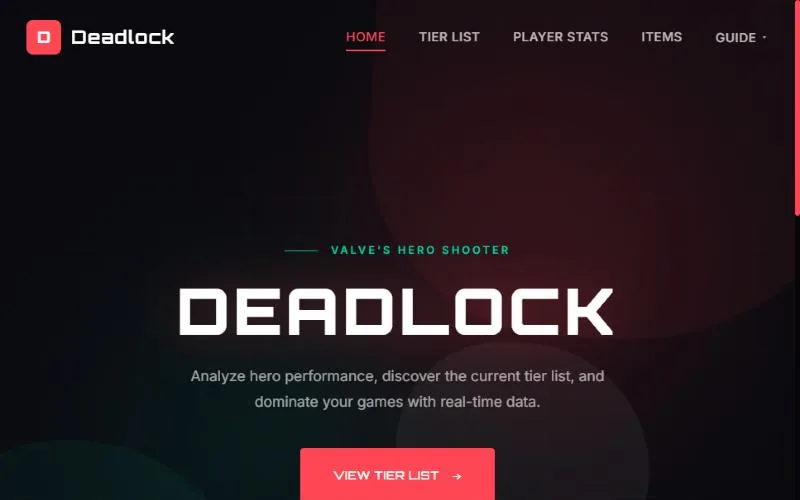 D Deadlock
HOME TIER LIST PLAYER STATS ITEMS GUIDE
VALVE'S HERO SHOOTER
DEADLOCK
Analyze hero performance, discover the current tier list, and
dominate your games with real-time data.
VIEW TIER LIST →